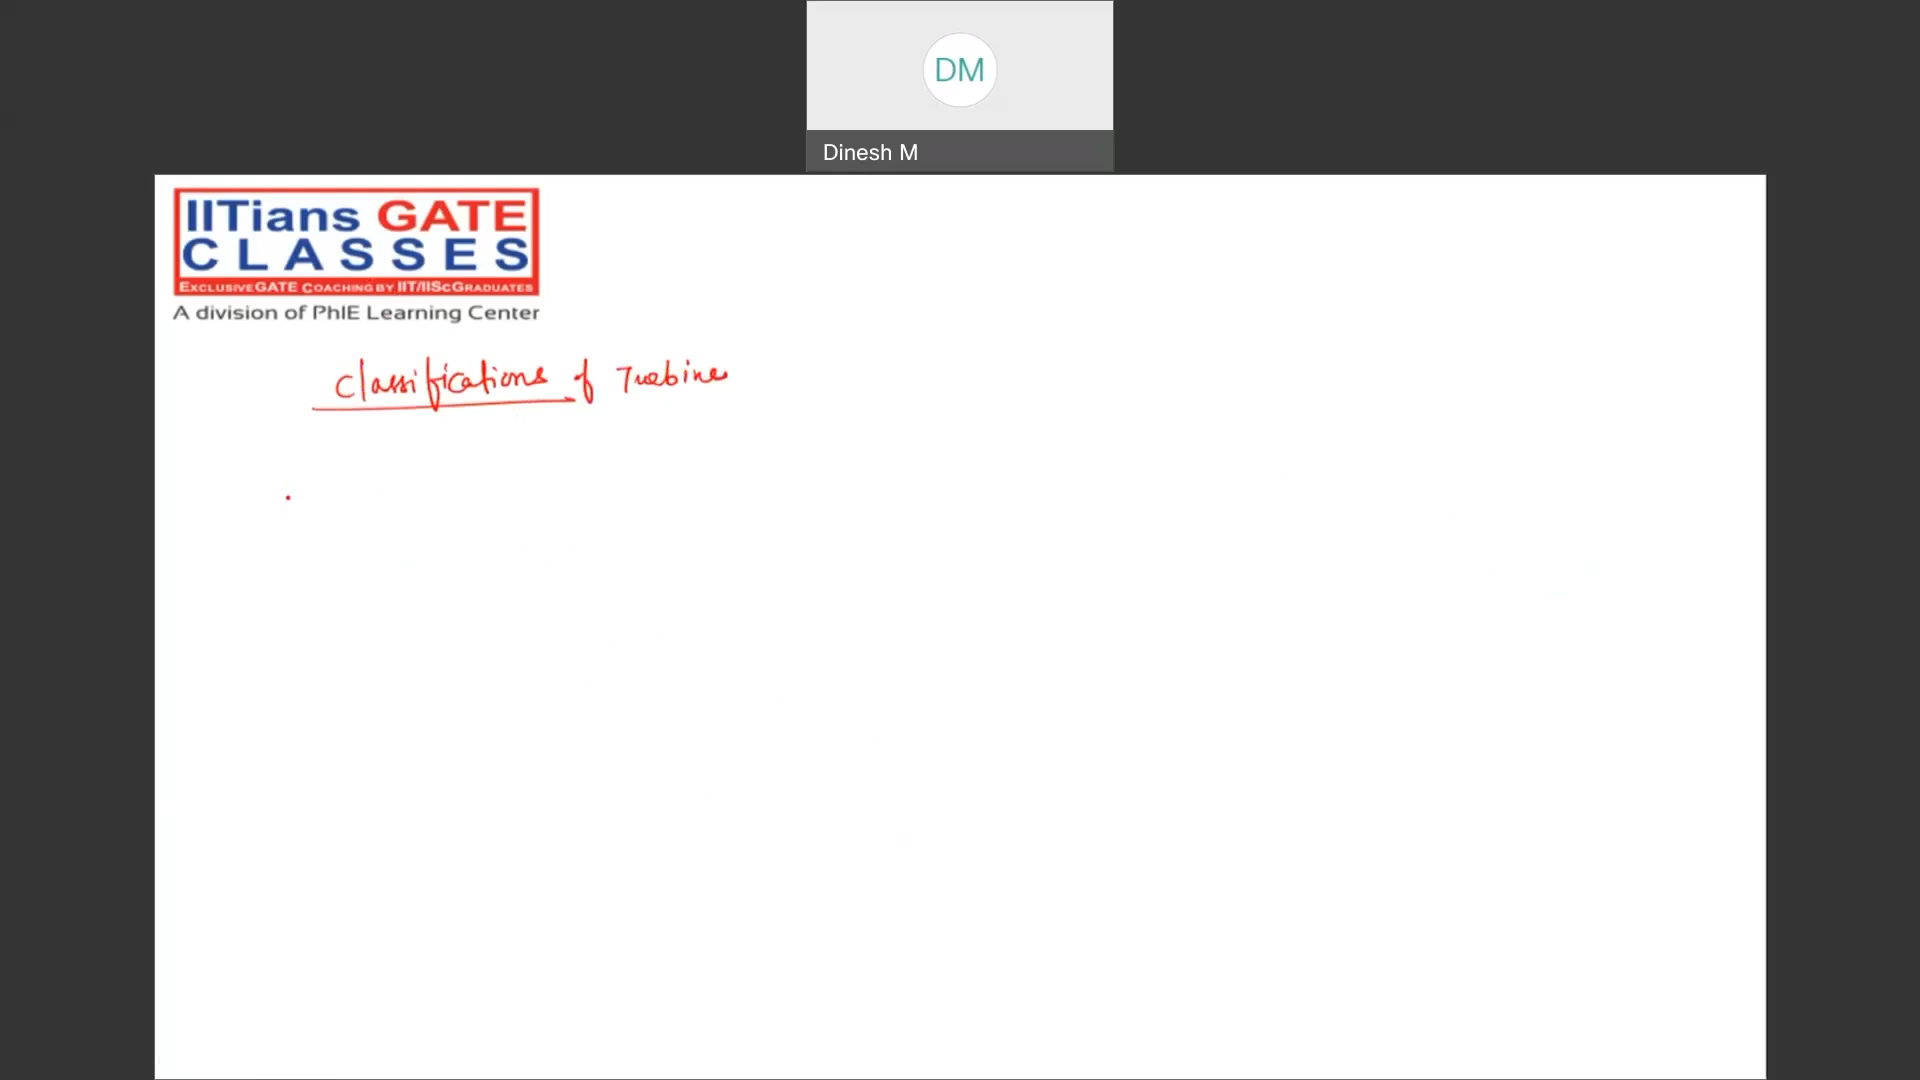 DM
Dinesh M
IITians GATE
CLASSES
EXCLUSIVE GATE COACHING BY IIT/IISc GRADUATES
A division of PhIE Learning Center
Classifications of Turbines